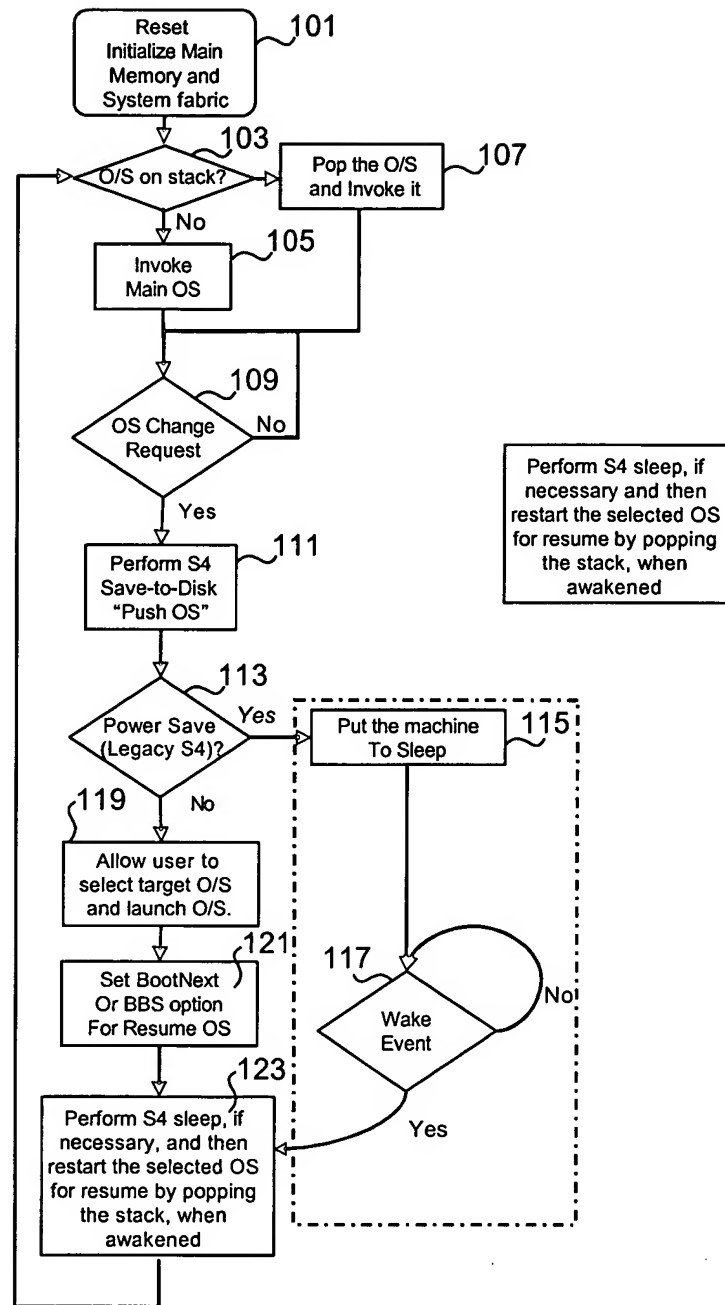 Reset
Initialize Main
Memory and
System fabric
101
103
O/S on stack?
Pop the O/S
and Invoke it
107
No
105
Invoke
Main OS
109
OS Change
Request
No
Yes
Perform S4 sleep, if
necessary and then
restart the selected OS
for resume by popping
the stack, when
awakened
111
Perform S4
Save-to-Disk
“Push OS”
113
Power Save
(Legacy S4)?
Yes
Put the machine
To Sleep
115
No
119
Allow user to
select target O/S
and launch O/S.
121
Set BootNext
Or BBS option
For Resume OS
117
Wake
Event
No
Yes
123
Perform S4 sleep, if
necessary, and then
restart the selected OS
for resume by popping
the stack, when
awakened